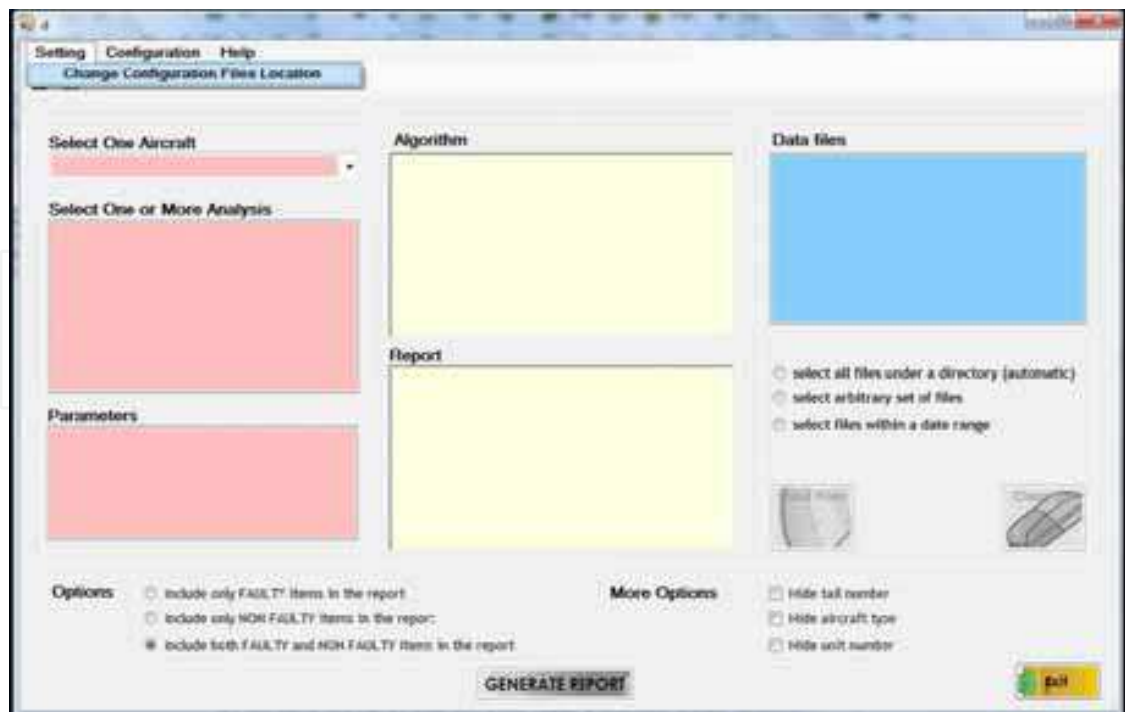 Setting Configuration Help
Change Configuration Files Location
Select One Aircraft
Algorithm
Data files
Select One or More Analysis
Report
select all files under a directory (automatic)
select arbitrary set of files
select files within a date range
Parameters
Options
include only FAULTY items in the report
include only NON FAULTY items in the report
include both FAULTY and NON FAULTY items in the report
More Options
Hide tail number
Hide aircraft type
Hide unit number
GENERATE REPORT
Exit